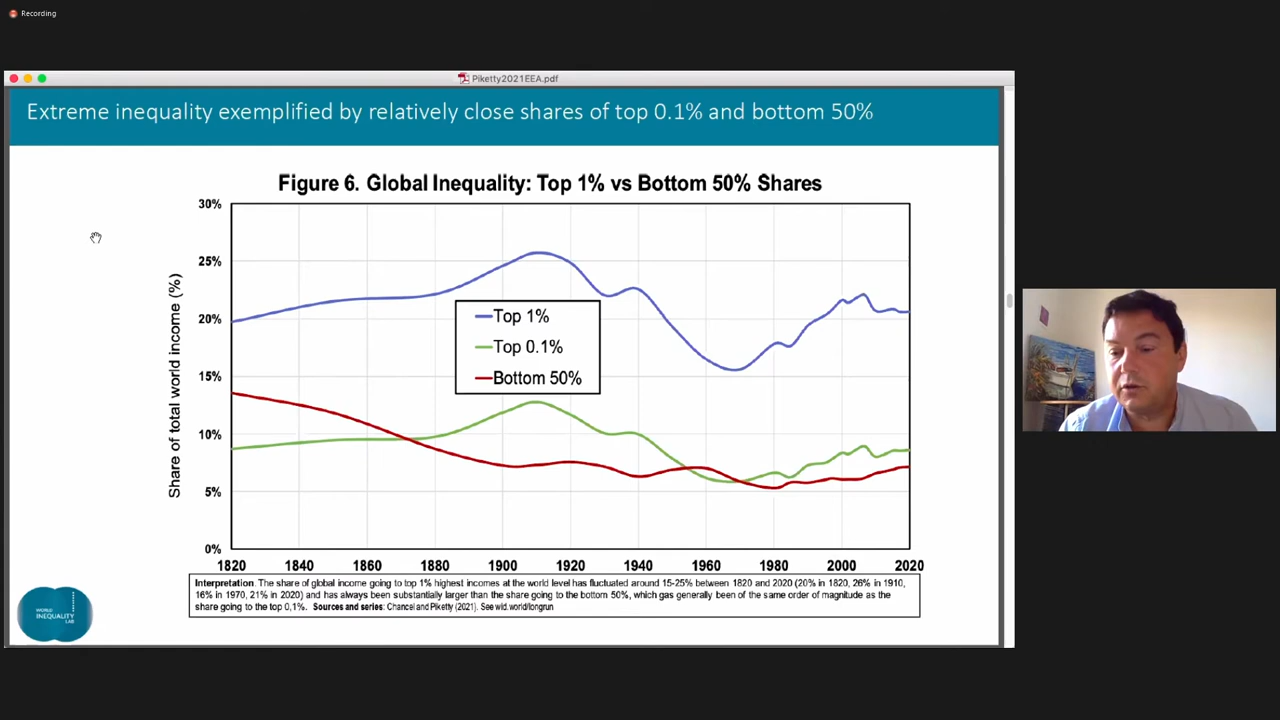 Recording
Piketty2021EEA.pdf
Extreme inequality exemplified by relatively close shares of top 0.1% and bottom 50%
Figure 6. Global Inequality: Top 1% vs Bottom 50% Shares
30%
25%
20%
15%
10%
5%
0%
Share of total world income (%)
Top 1%
Top 0.1%
Bottom 50%
1820 1840 1860 1880 1900 1920 1940 1960 1980 2000 2020
Interpretation. The share of global income going to top 1% highest incomes at the world level has fluctuated around 15-25% between 1820 and 2020 (20% in 1820, 26% in 1910,
16% in 1970, 21% in 2020) and has always been substantially larger than the share going to the bottom 50%, which gas generally been of the same order of magnitude as the
share going to the top 0,1%. Sources and series: Chancel and Piketty (2021). See wid.world/longrun
WORLD
INEQUALITY
LAB